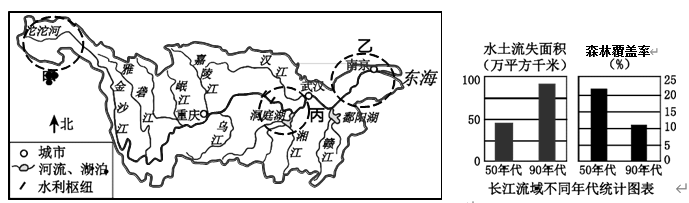 沱沱河
甲
雅砻江
金沙江
岷江
嘉陵江
汉江
重庆
乌江
洞庭湖
湘江
武汉
丙
鄱阳湖
赣江
乙
南京
东海
北
城市
河流、湖泊
水利枢纽
水土流失面积
(万平方千米)
100
50
0
50年代 90年代
森林覆盖率
(%)
25
20
15
10
5
0
50年代 90年代
长江流域不同年代统计图表